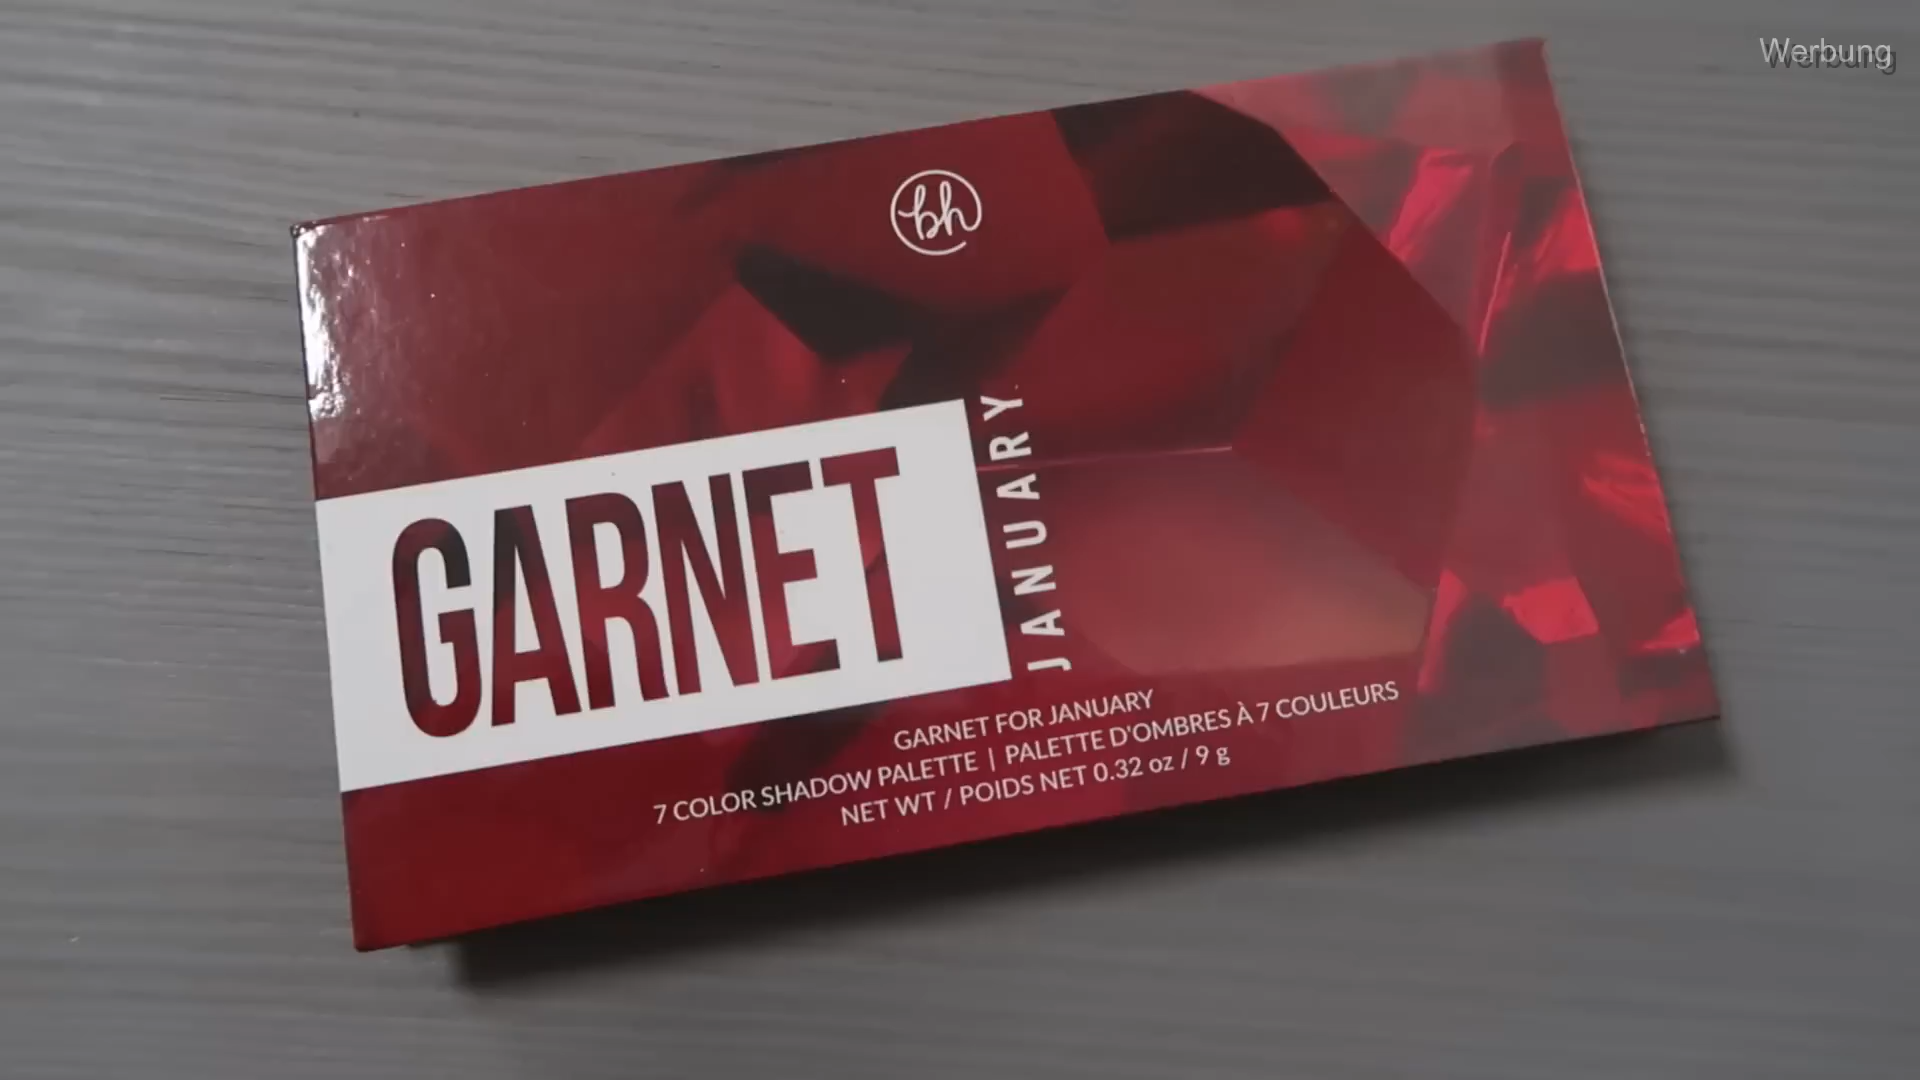 Werbung
bh
GARNET
JANUARY
GARNET FOR JANUARY
7 COLOR SHADOW PALETTE | PALETTE D'OMBRES À 7 COULEURS
NET WT / POIDS NET 0.32 oz / 9 g